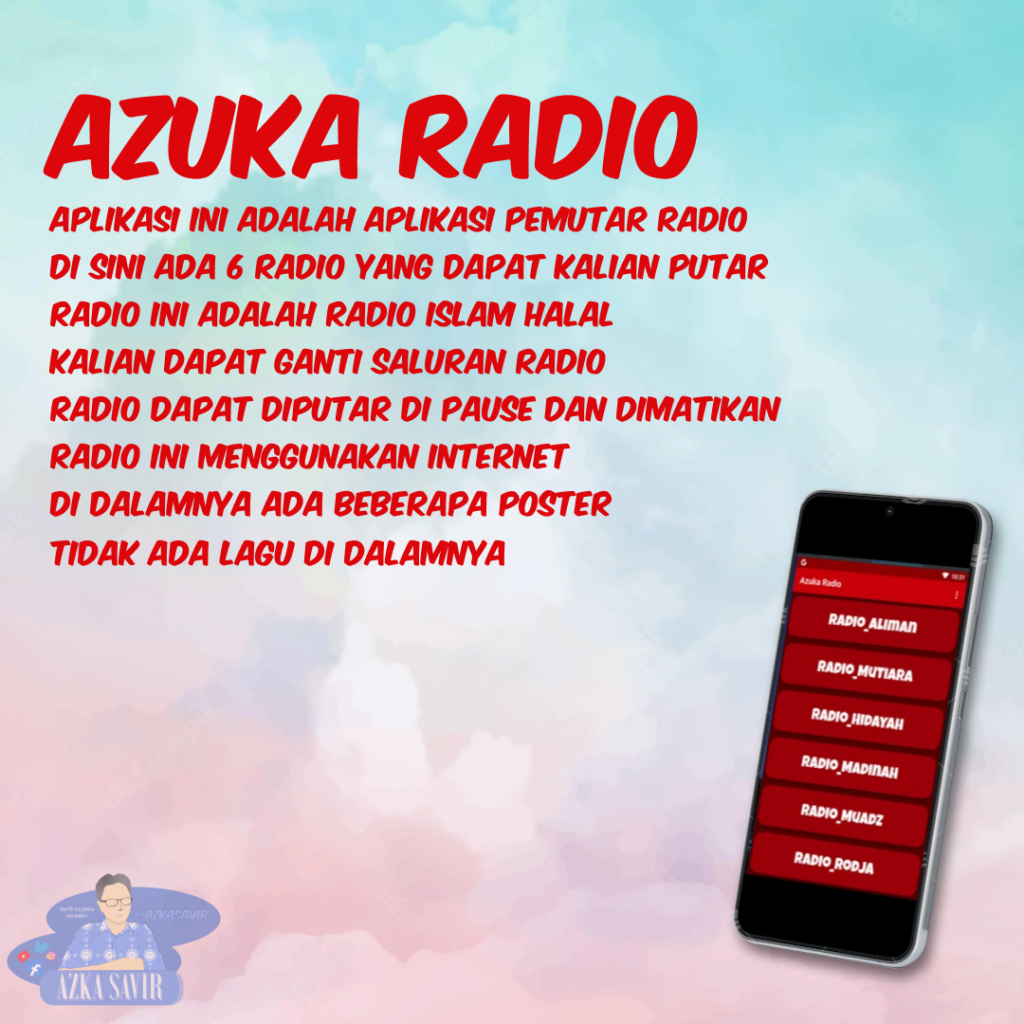 AZUKA RADIO
APLIKASI INI ADALAH APLIKASI PEMUTAR RADIO
DI SINI ADA 6 RADIO YANG DAPAT KALIAN PUTAR
RADIO INI ADALAH RADIO ISLAM HALAL
KALIAN DAPAT GANTI SALURAN RADIO
RADIO DAPAT DIPUTAR DI PAUSE DAN DIMATIKAN
RADIO INI MENGGUNAKAN INTERNET
DI DALAMNYA ADA BEBERAPA POSTER
TIDAK ADA LAGU DI DALAMNYA
10:31
Azuka Radio
RADIO_ALIMAN
RADIO_MUTIARA
RADIO_HIDAYAH
RADIO_MADINAH
RADIO_MUADZ
RADIO_RODJA
AZKASAVIR
AZKA SAVIR